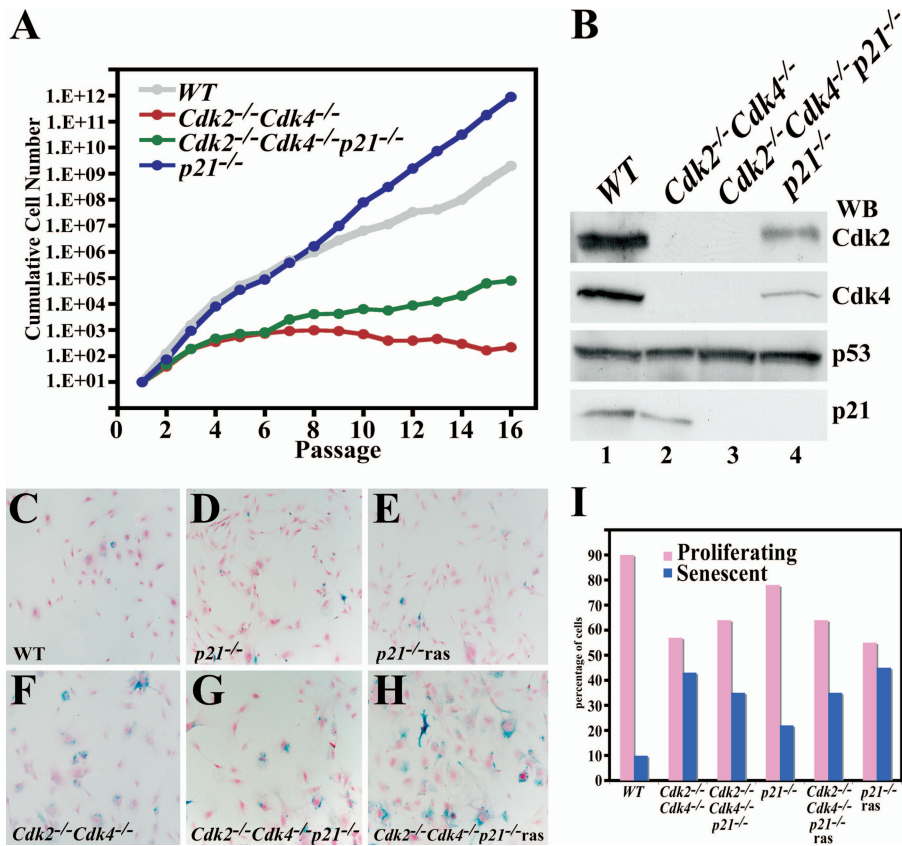 A
WT
Cdk2-/-Cdk4-/-
Cdk2-/-Cdk4-/-p21-/-
p21-/-
Cumulative Cell Number
1.E+12
1.E+11
1.E+10
1.E+09
1.E+08
1.E+07
1.E+06
1.E+05
1.E+04
1.E+03
1.E+02
1.E+01
0 2 4 6 8 10 12 14 16
Passage
B
WT
Cdk2-/-Cdk4-/-
Cdk2-/-Cdk4-/-p21-/-
p21-/-
WB
Cdk2
Cdk4
p53
p21
1 2 3 4
C
WT
D
p21-/-
E
p21-/-ras
F
Cdk2-/-Cdk4-/-
G
Cdk2-/-Cdk4-/-p21-/-
H
Cdk2-/-Cdk4-/-p21-/-ras
I
Proliferating
Senescent
percentage of cells
90
80
70
60
50
40
30
20
10
0
WT
Cdk2-/-
Cdk4-/-
Cdk2-/-
Cdk4-/-
p21-/-
p21-/-
Cdk2-/-
Cdk4-/-
p21-/-
ras
p21-/-
ras